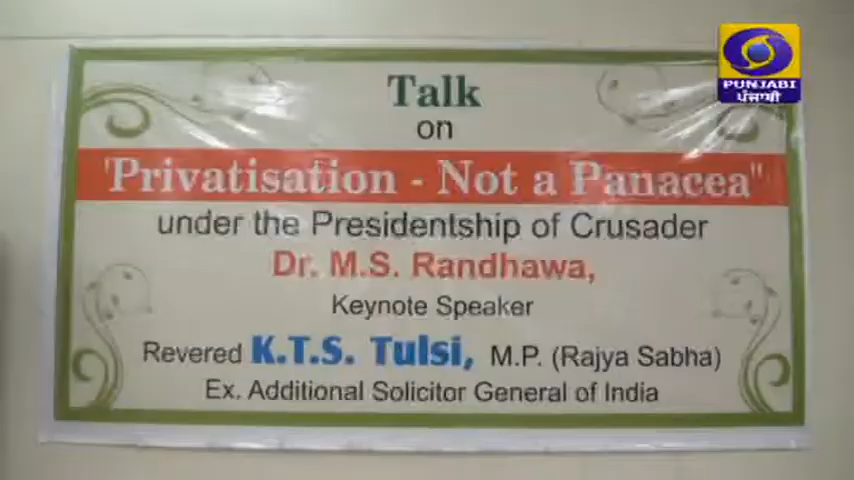 PUNJABI
ਪੰਜਾਬੀ
Talk
on
'Privatisation - Not a Panacea"
under the Presidentship of Crusader
Dr. M.S. Randhawa,
Keynote Speaker
Revered K.T.S. Tulsi, M.P. (Rajya Sabha)
Ex. Additional Solicitor General of India